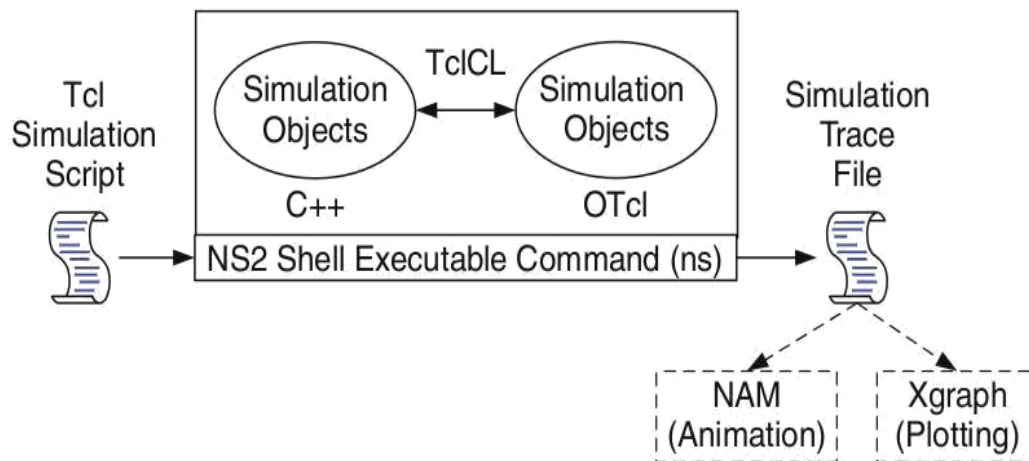 Tcl
Simulation
Script
TclCL
Simulation
Objects
Simulation
Objects
C++
OTcl
NS2 Shell Executable Command (ns)
Simulation
Trace
File
NAM
(Animation)
Xgraph
(Plotting)